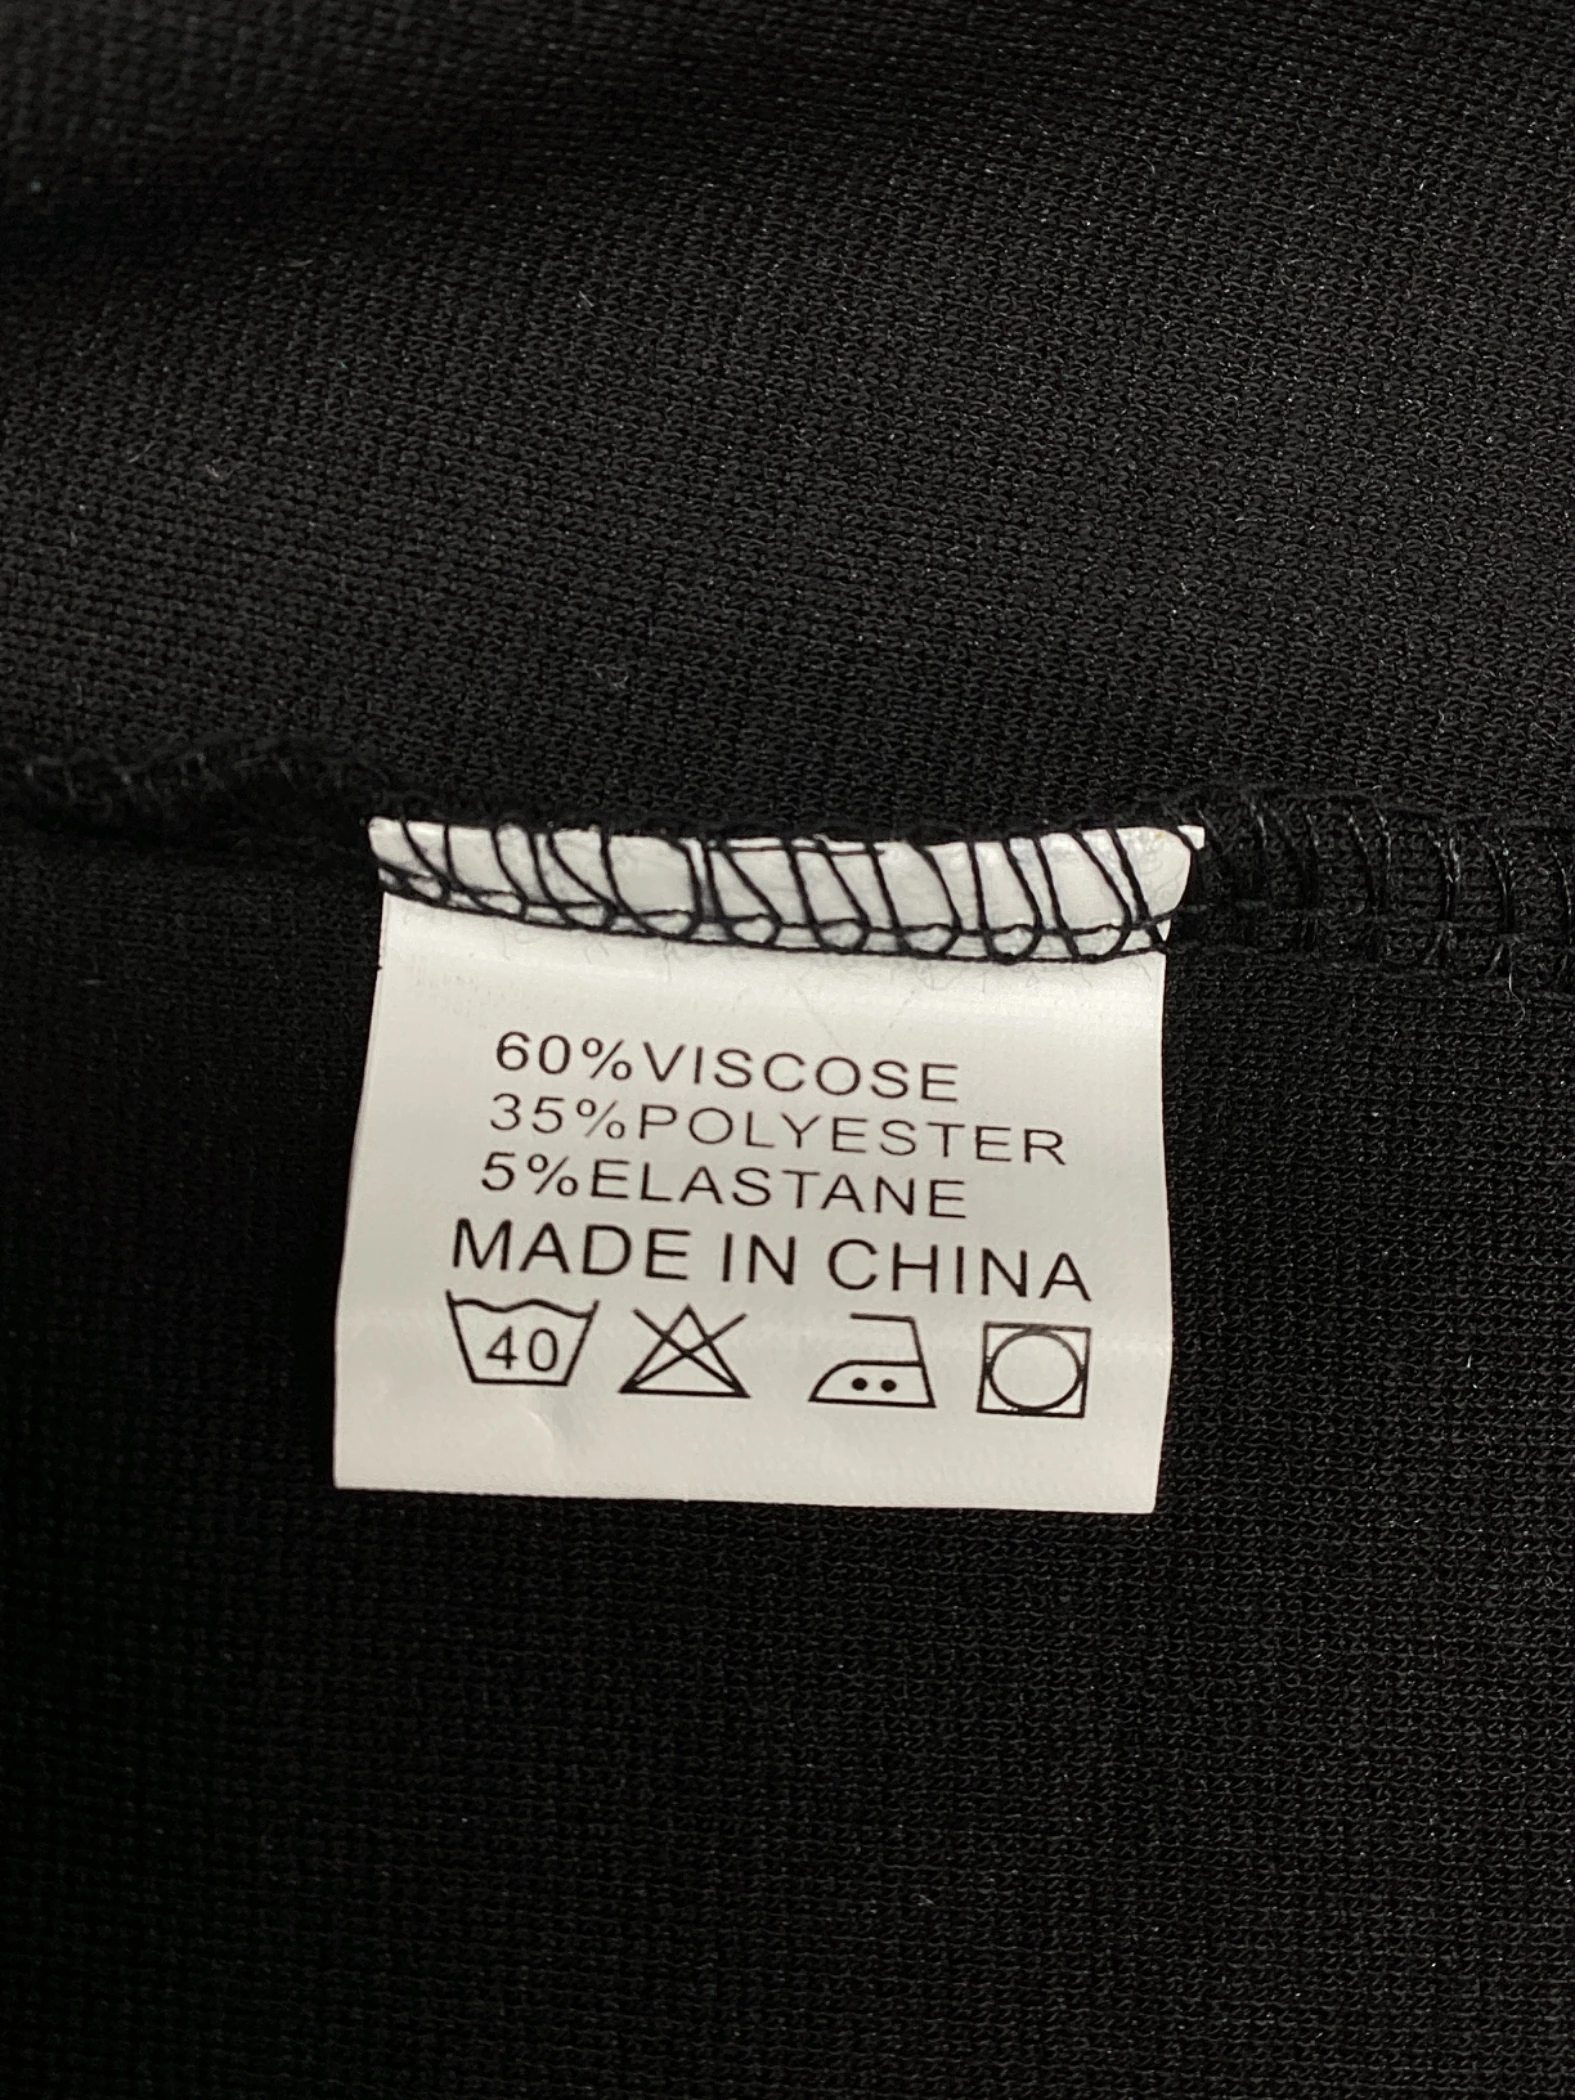 60%VISCOSE
35%POLYESTER
5%ELASTANE
MADE IN CHINA
40